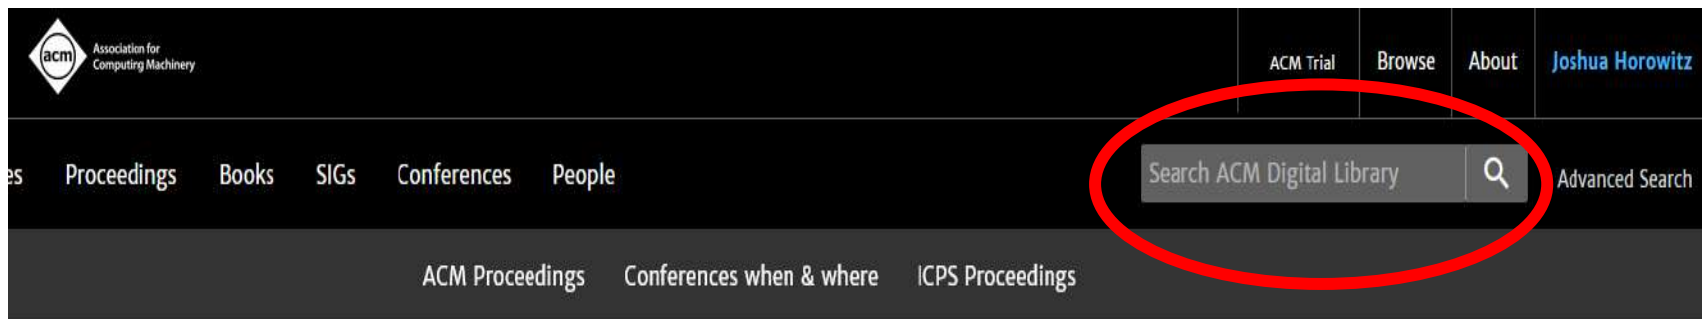 acm Association for
Computing Machinery
ACM Trial Browse About Joshua Horowitz
es Proceedings Books SIGs Conferences People Search ACM Digital Library Advanced Search
ACM Proceedings Conferences when & where ICPS Proceedings